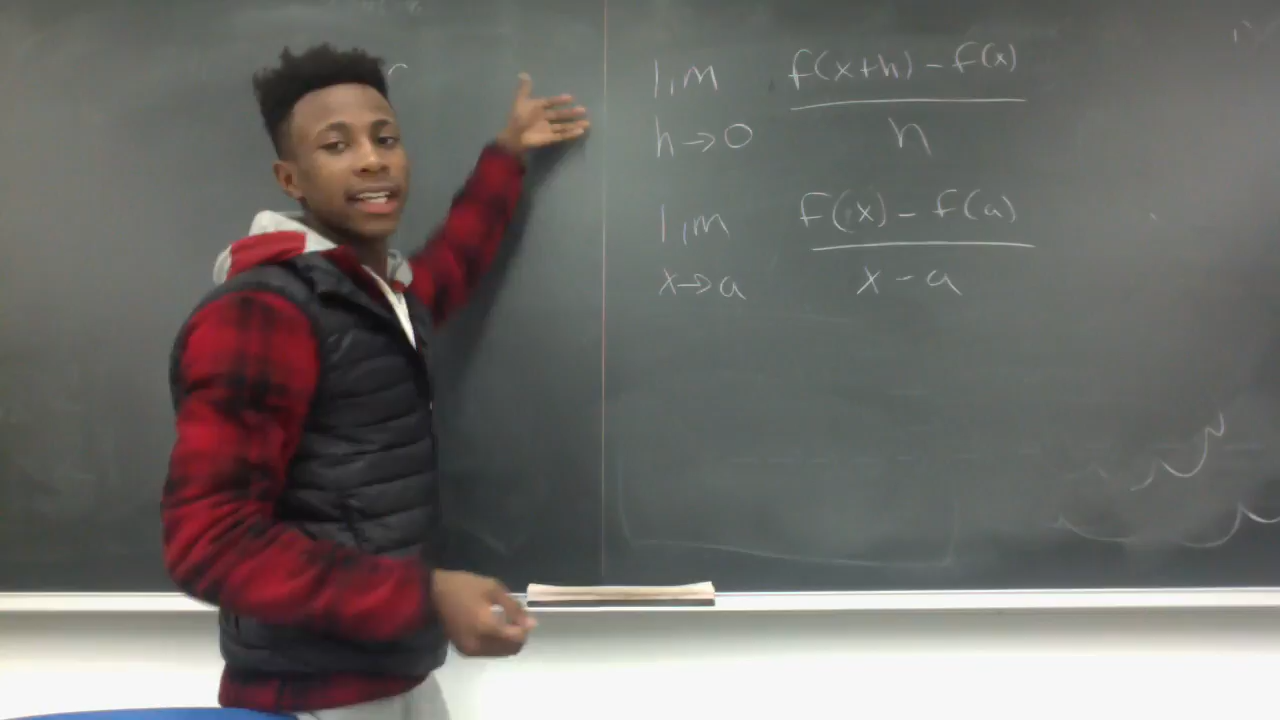 lim f(x+h) - f(x)
h→0 h
lim f(x) - f(a)
x→a x - a